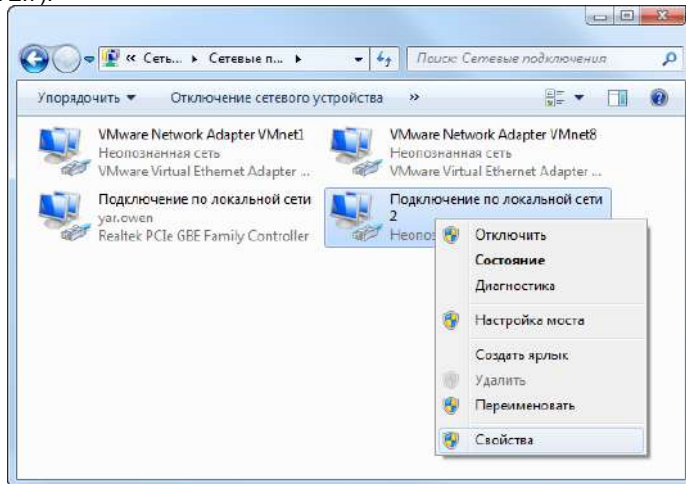 « Сеть... ▸ Сетевые п... ▸
Поиск: Сетевые подключения
Упорядочить ▼ Отключение сетевого устройства »
VMware Network Adapter VMnet1
Неопознанная сеть
VMware Virtual Ethernet Adapter ...
VMware Network Adapter VMnet8
Неопознанная сеть
VMware Virtual Ethernet Adapter ...
Подключение по локальной сети
yar.owen
Realtek PCIe GBE Family Controller
Подключение по локальной сети
2
Отключить
Состояние
Диагностика
Настройка моста
Создать ярлык
Удалить
Переименовать
Свойства